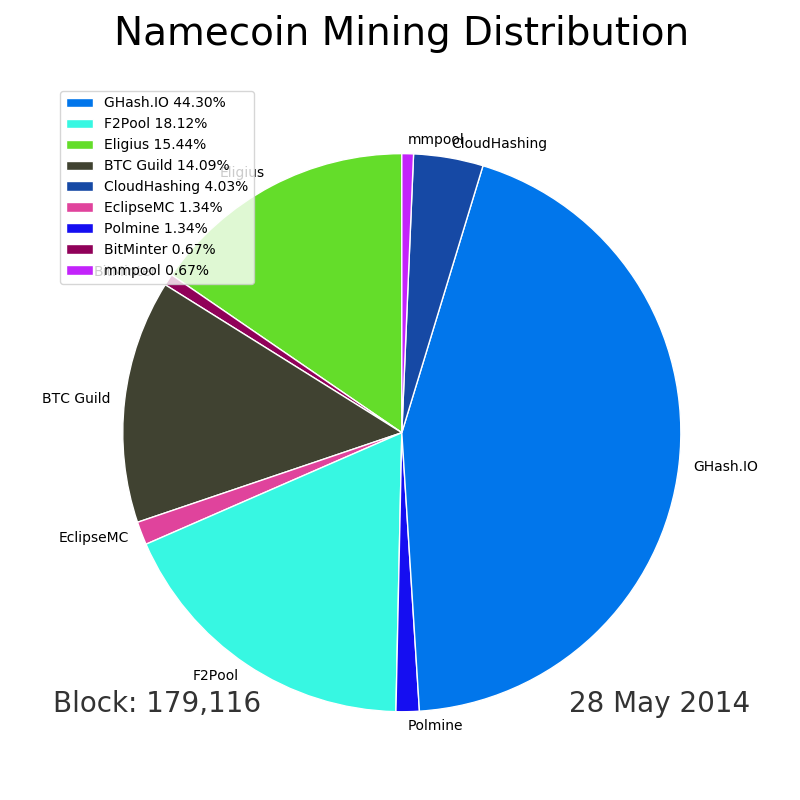 Namecoin Mining Distribution
GHash.IO 44.30%
F2Pool 18.12%
Eligius 15.44%
BTC Guild 14.09%
CloudHashing 4.03%
EclipseMC 1.34%
Polmine 1.34%
BitMinter 0.67%
mmpool 0.67%
mmpool
CloudHashing
Eligius
BTC Guild
GHash.IO
EclipseMC
F2Pool
Polmine
Block: 179,116
28 May 2014